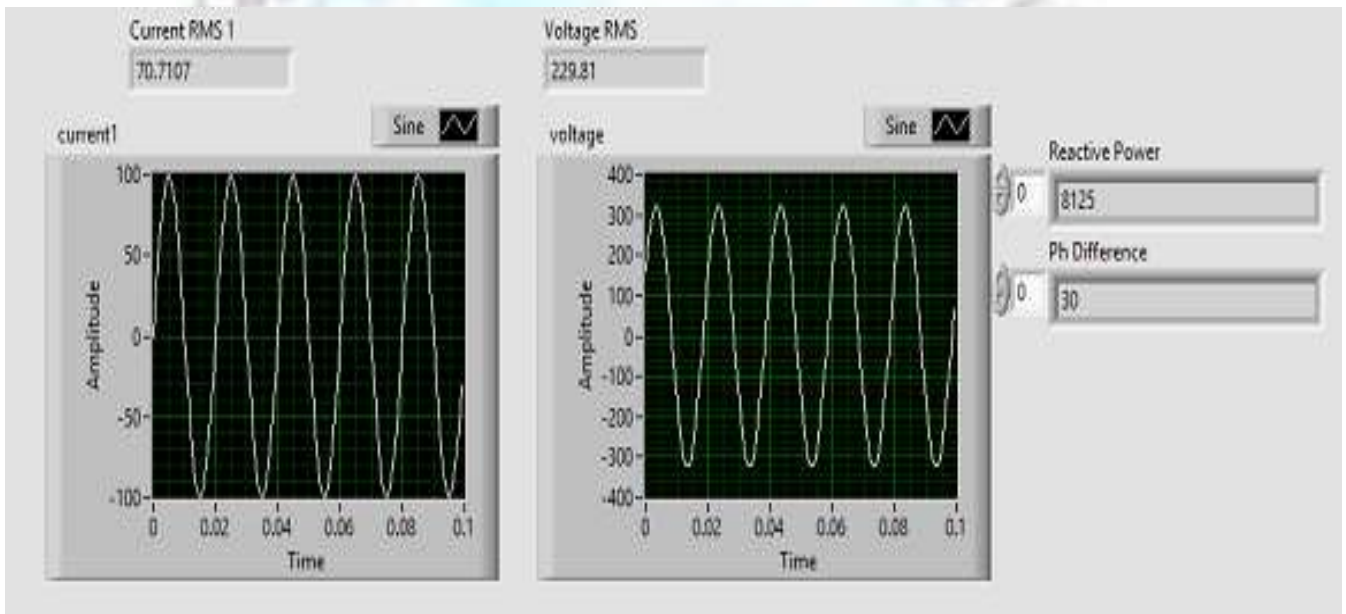 Current RMS 1
70.7107
Voltage RMS
229.81
current1
Sine
100
50
0
-50
-100
Amplitude
0
0.02
0.04
0.06
0.08
0.1
Time
voltage
Sine
400
300
200
100
0
-100
-200
-300
-400
Amplitude
0
0.02
0.04
0.06
0.08
0.1
Time
Reactive Power
0
8125
Ph Difference
0
30